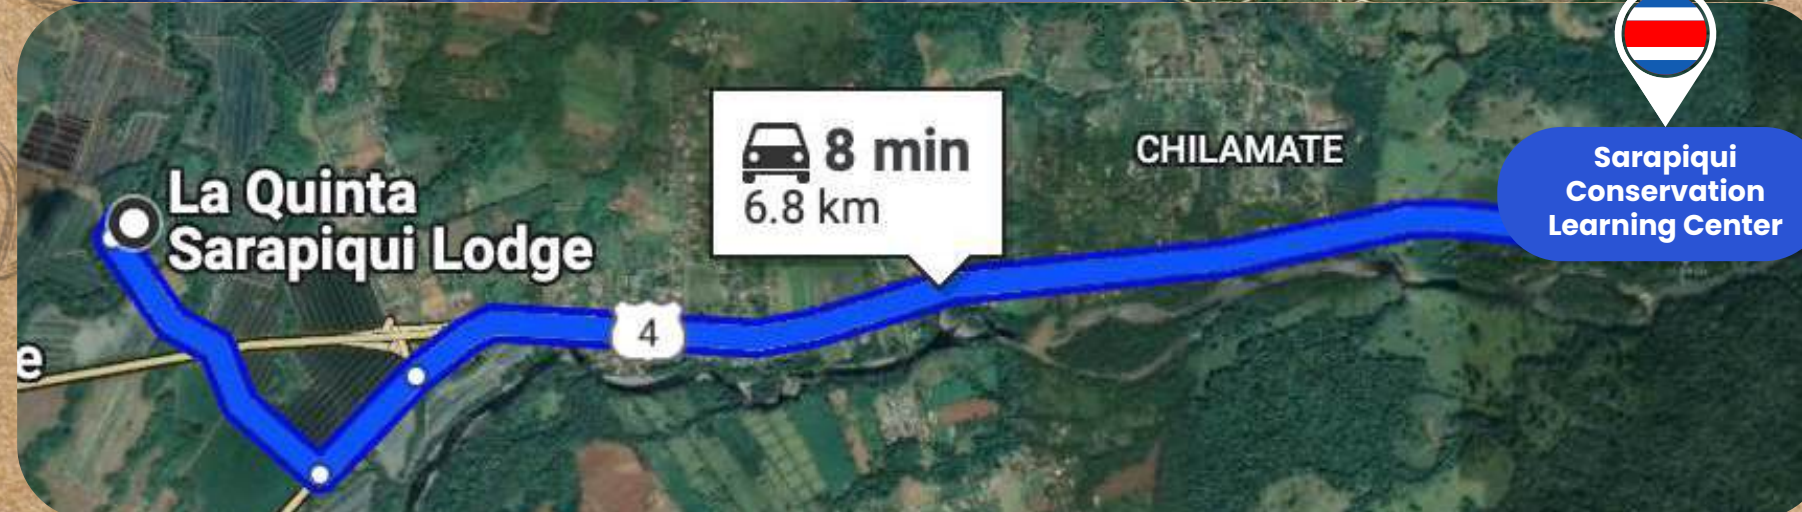 8 min
6.8 km
CHILAMATE
Sarapiqui
Conservation
Learning Center
La Quinta
Sarapiqui Lodge
4
e